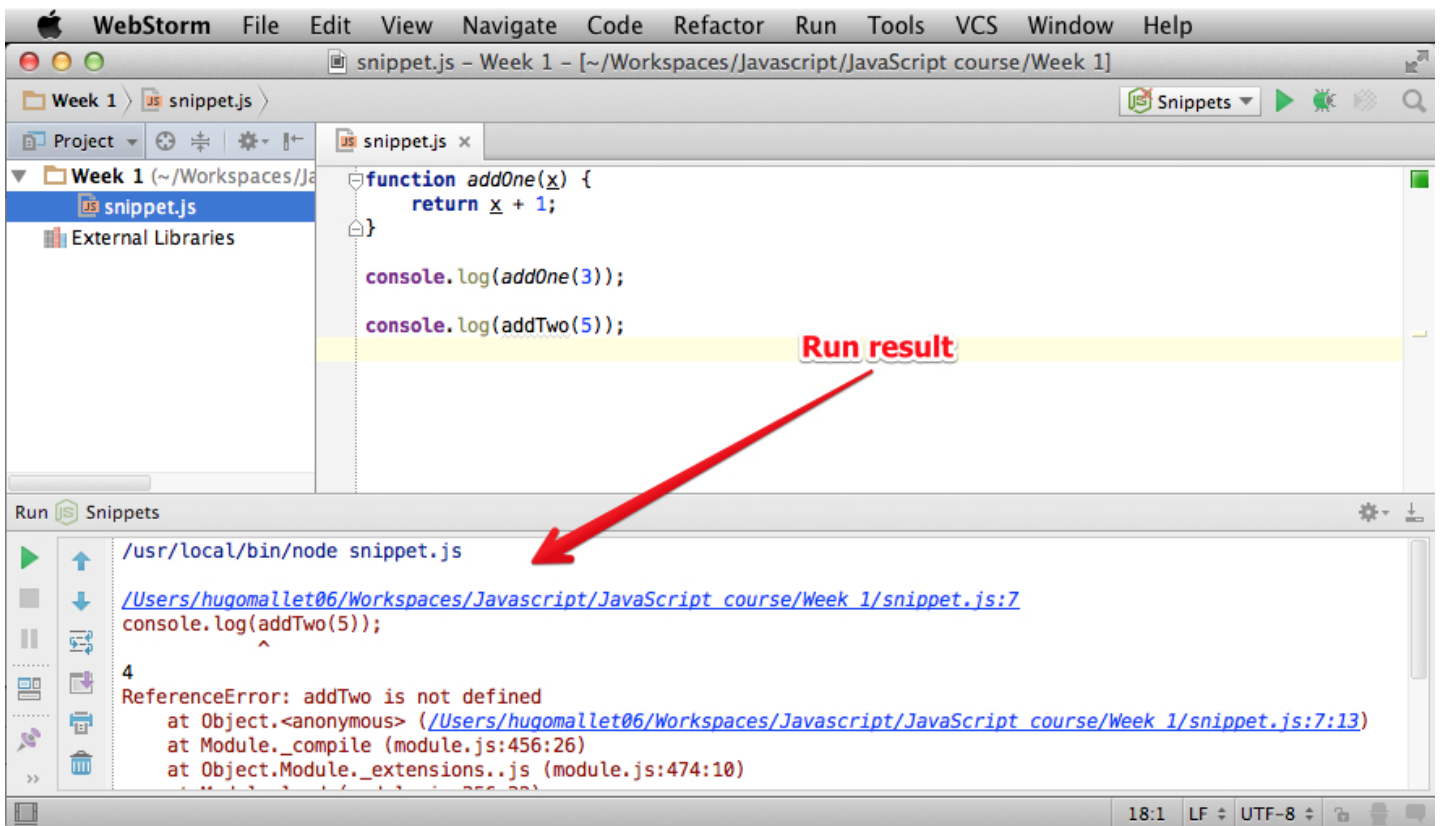 WebStorm File Edit View Navigate Code Refactor Run Tools VCS Window Help
snippet.js – Week 1 – [~/Workspaces/Javascript/JavaScript course/Week 1]
Week 1 snippet.js
Snippets
Project
snippet.js
Week 1 (~/Workspaces/Ja
snippet.js
External Libraries
function addOne(x) {
return x + 1;
}
console.log(addOne(3));
console.log(addTwo(5));
Run result
Run Snippets
/usr/local/bin/node snippet.js
/Users/hugomallet06/Workspaces/Javascript/JavaScript course/Week 1/snippet.js:7
console.log(addTwo(5));
^
4
ReferenceError: addTwo is not defined
at Object.<anonymous> (/Users/hugomallet06/Workspaces/Javascript/JavaScript course/Week 1/snippet.js:7:13)
at Module._compile (module.js:456:26)
at Object.Module._extensions..js (module.js:474:10)
18:1 LF UTF-8